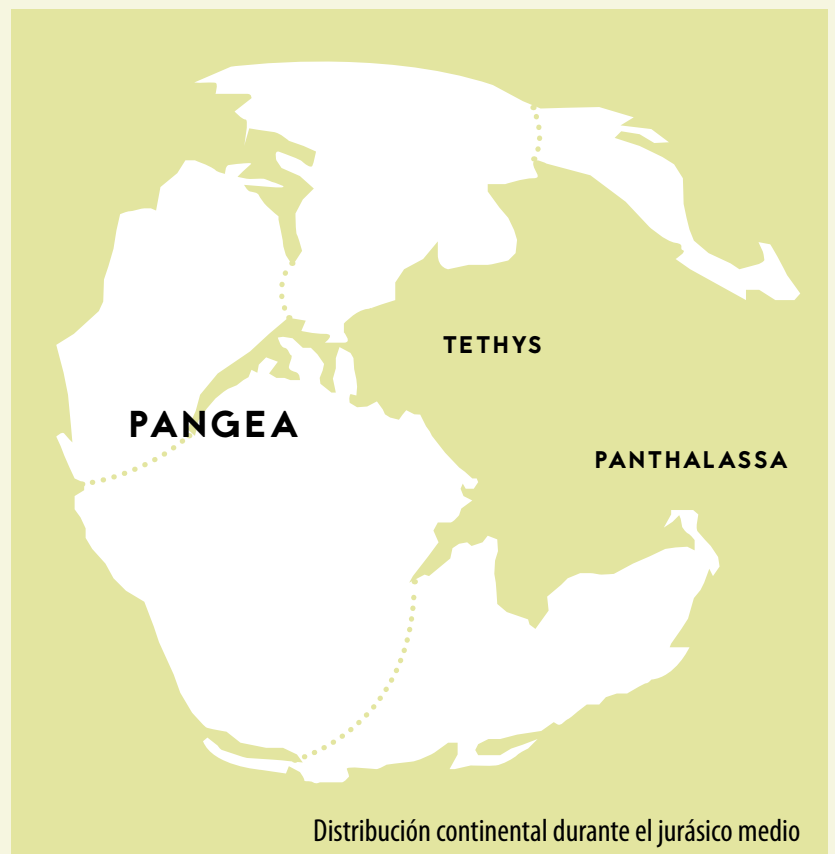 TETHYS
PANGEA
PANTHALASSA
Distribución continental durante el jurásico medio